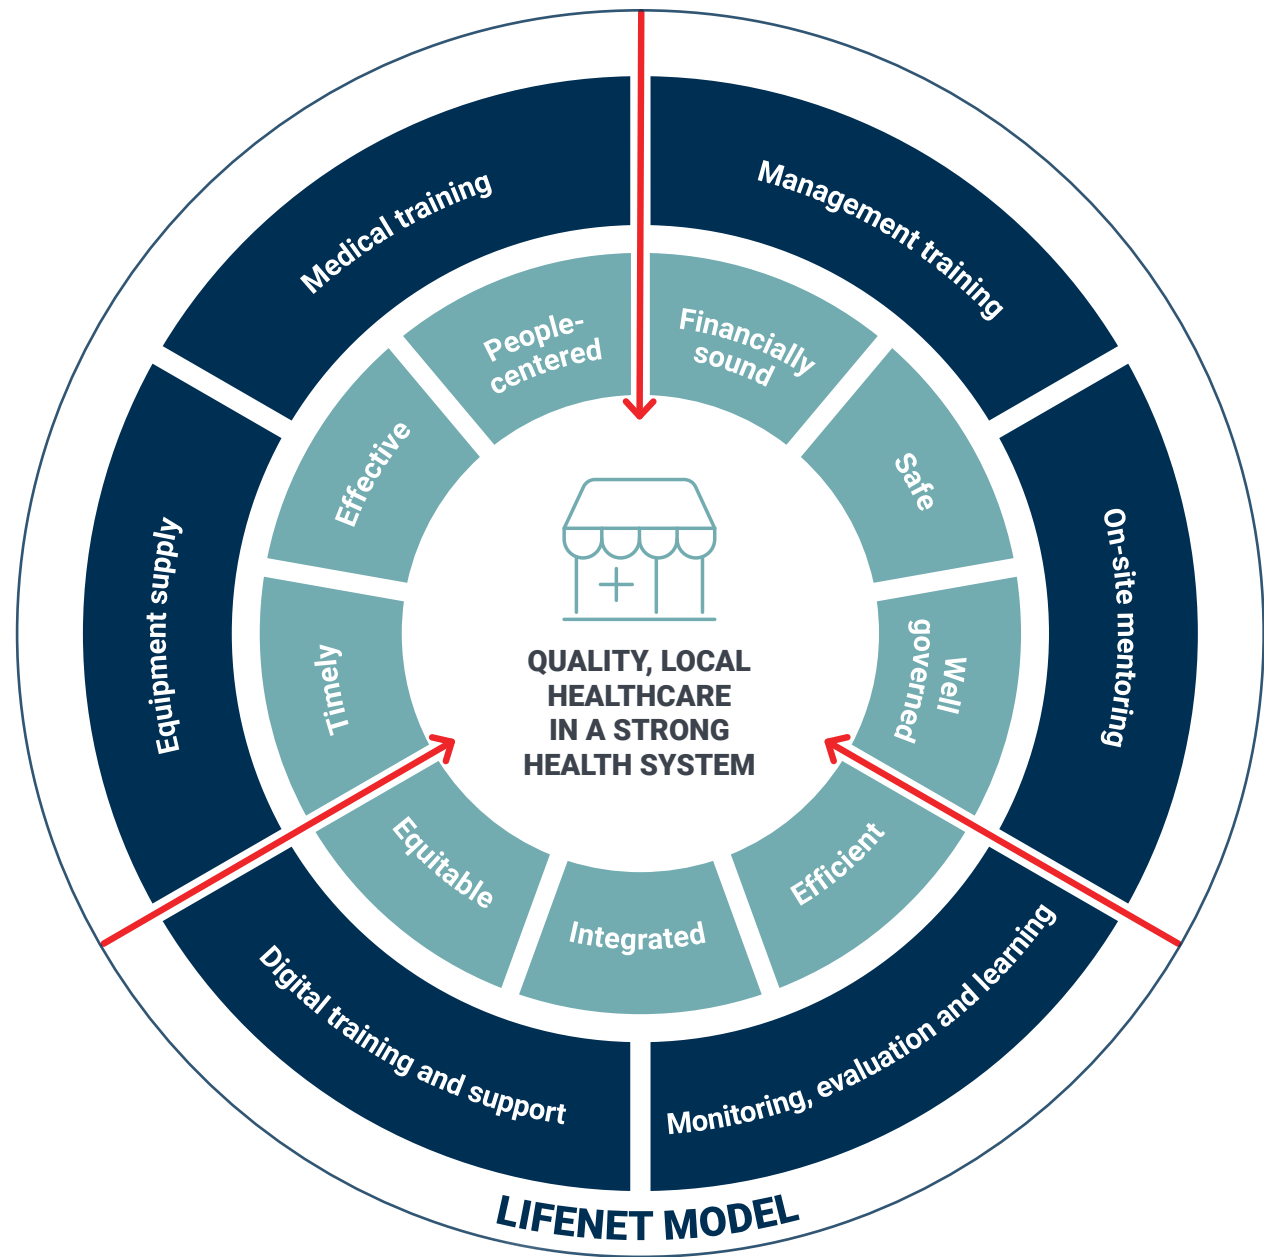 Medical training
Management training
On-site mentoring
Monitoring, evaluation and learning
Digital training and support
Equipment supply
People-
centered
Financially
sound
Safe
Well
governed
Efficient
Integrated
Equitable
Timely
Effective
QUALITY, LOCAL
HEALTHCARE
IN A STRONG
HEALTH SYSTEM
LIFENET MODEL